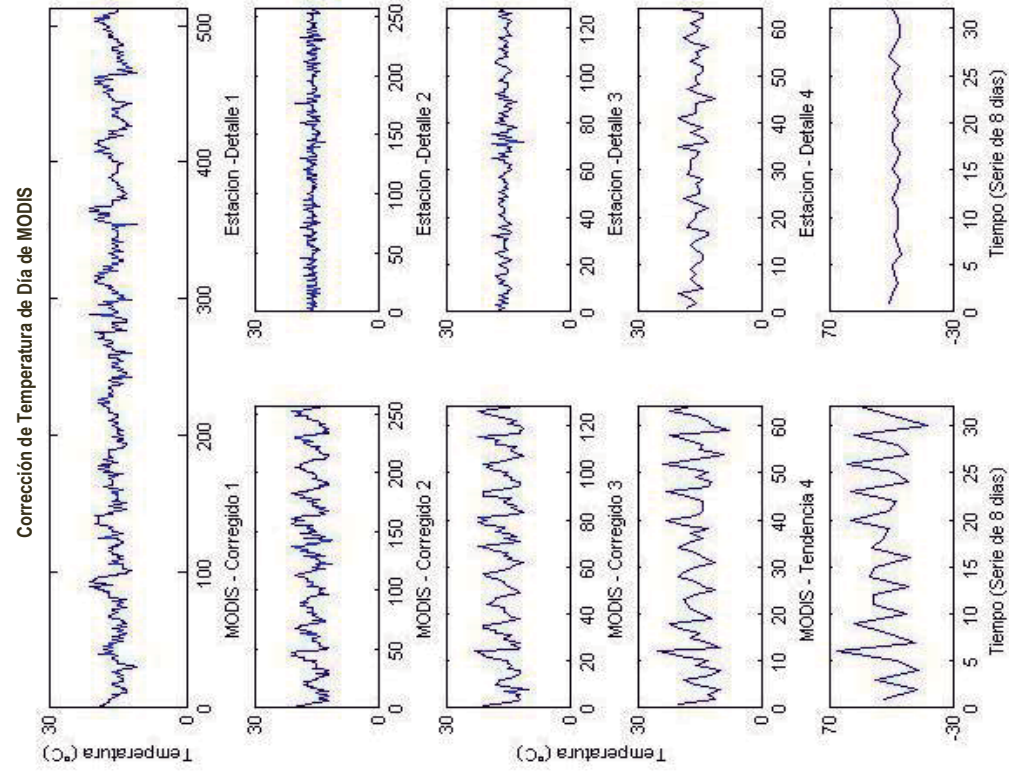 Corrección de Temperatura de Día de MODIS
Temperatura (°C)
30
0
0 100 200 300 400 500
MODIS - Corregido 1
30
0
0 50 100 150 200 250
Estacion -Detalle 1
30
0
0 50 100 150 200 250
MODIS - Corregido 2
Temperatura (°C)
30
0
0 20 40 60 80 100 120
Estacion -Detalle 2
30
0
0 20 40 60 80 100 120
MODIS - Corregido 3
30
0
0 10 20 30 40 50 60
Estacion -Detalle 3
30
0
0 10 20 30 40 50 60
MODIS - Tendencia 4
70
-30
0 5 10 15 20 25 30
Tiempo (Serie de 8 dias)
Estacion - Detalle 4
70
-30
0 5 10 15 20 25 30
Tiempo (Serie de 8 dias)